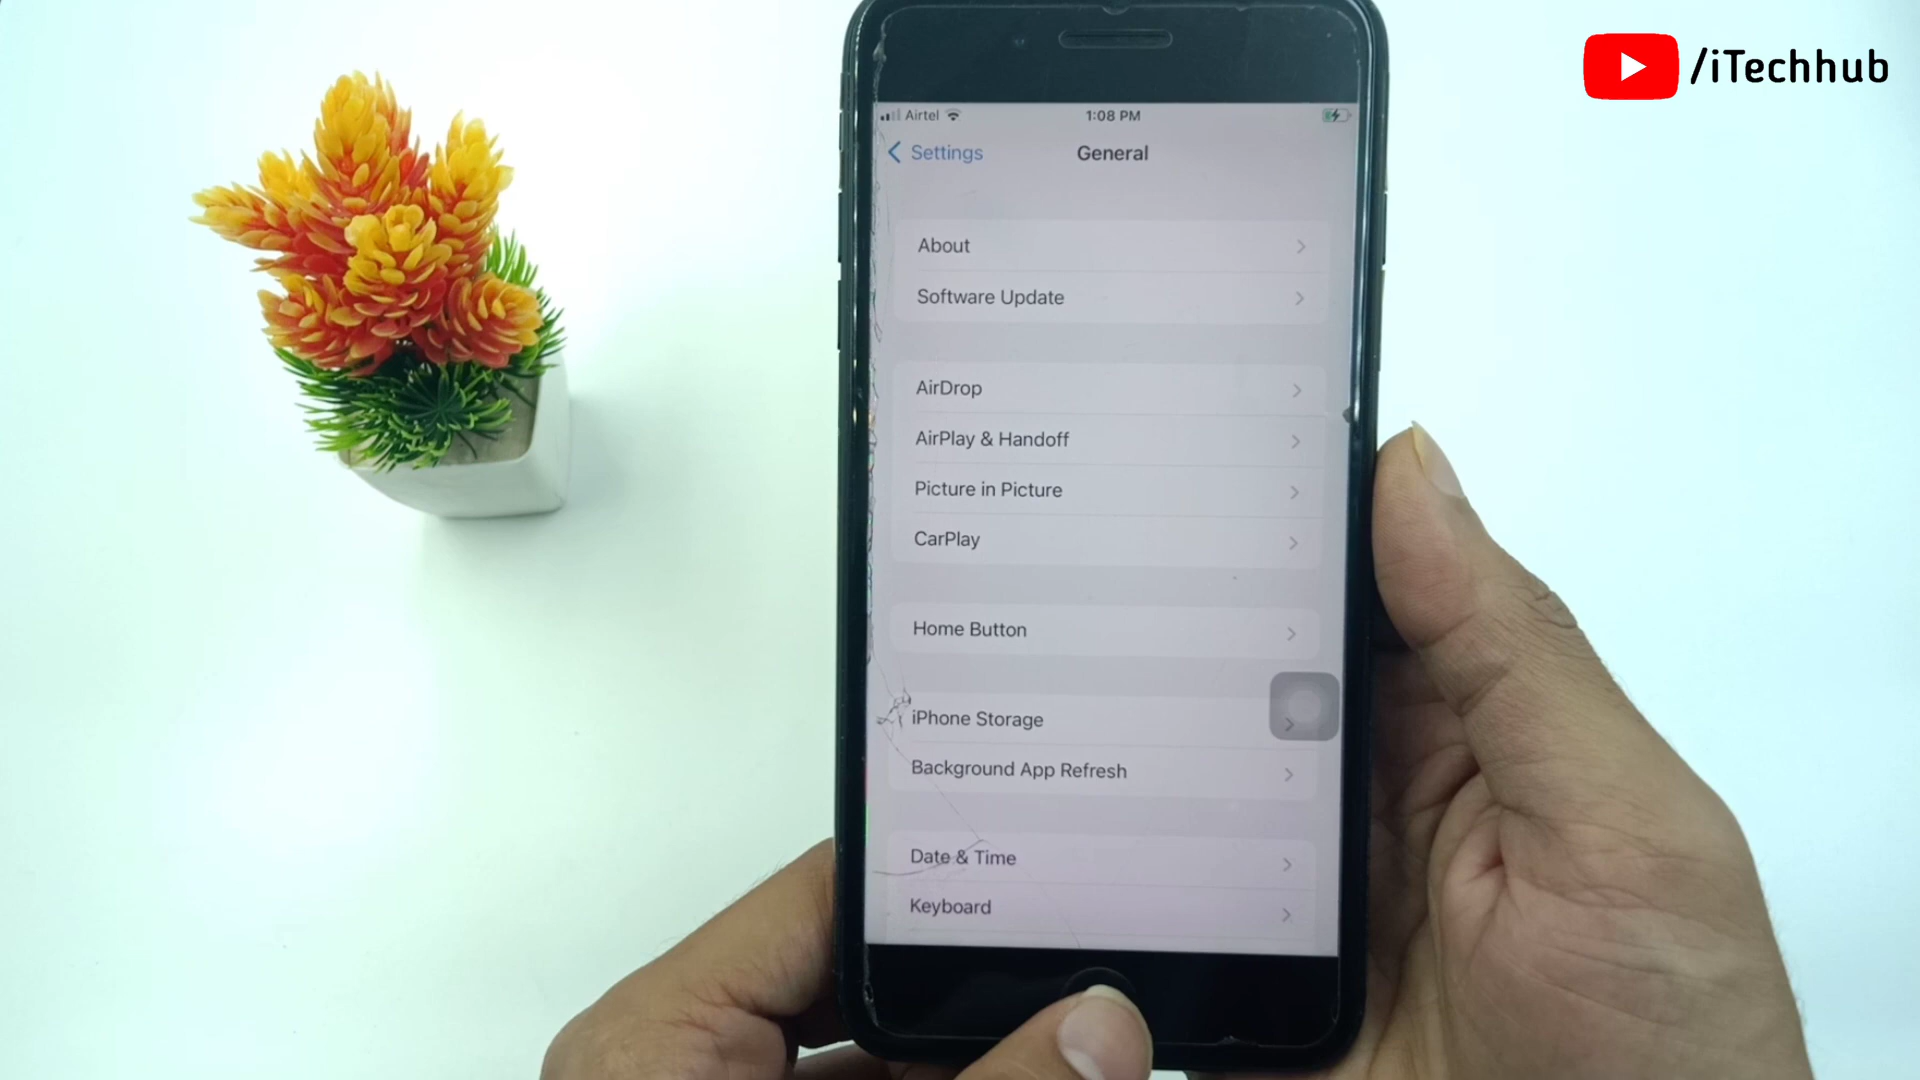 /iTechhub
Airtel 1:08 PM
Settings General
About
Software Update
AirDrop
AirPlay & Handoff
Picture in Picture
CarPlay
Home Button
iPhone Storage
Background App Refresh
Date & Time
Keyboard